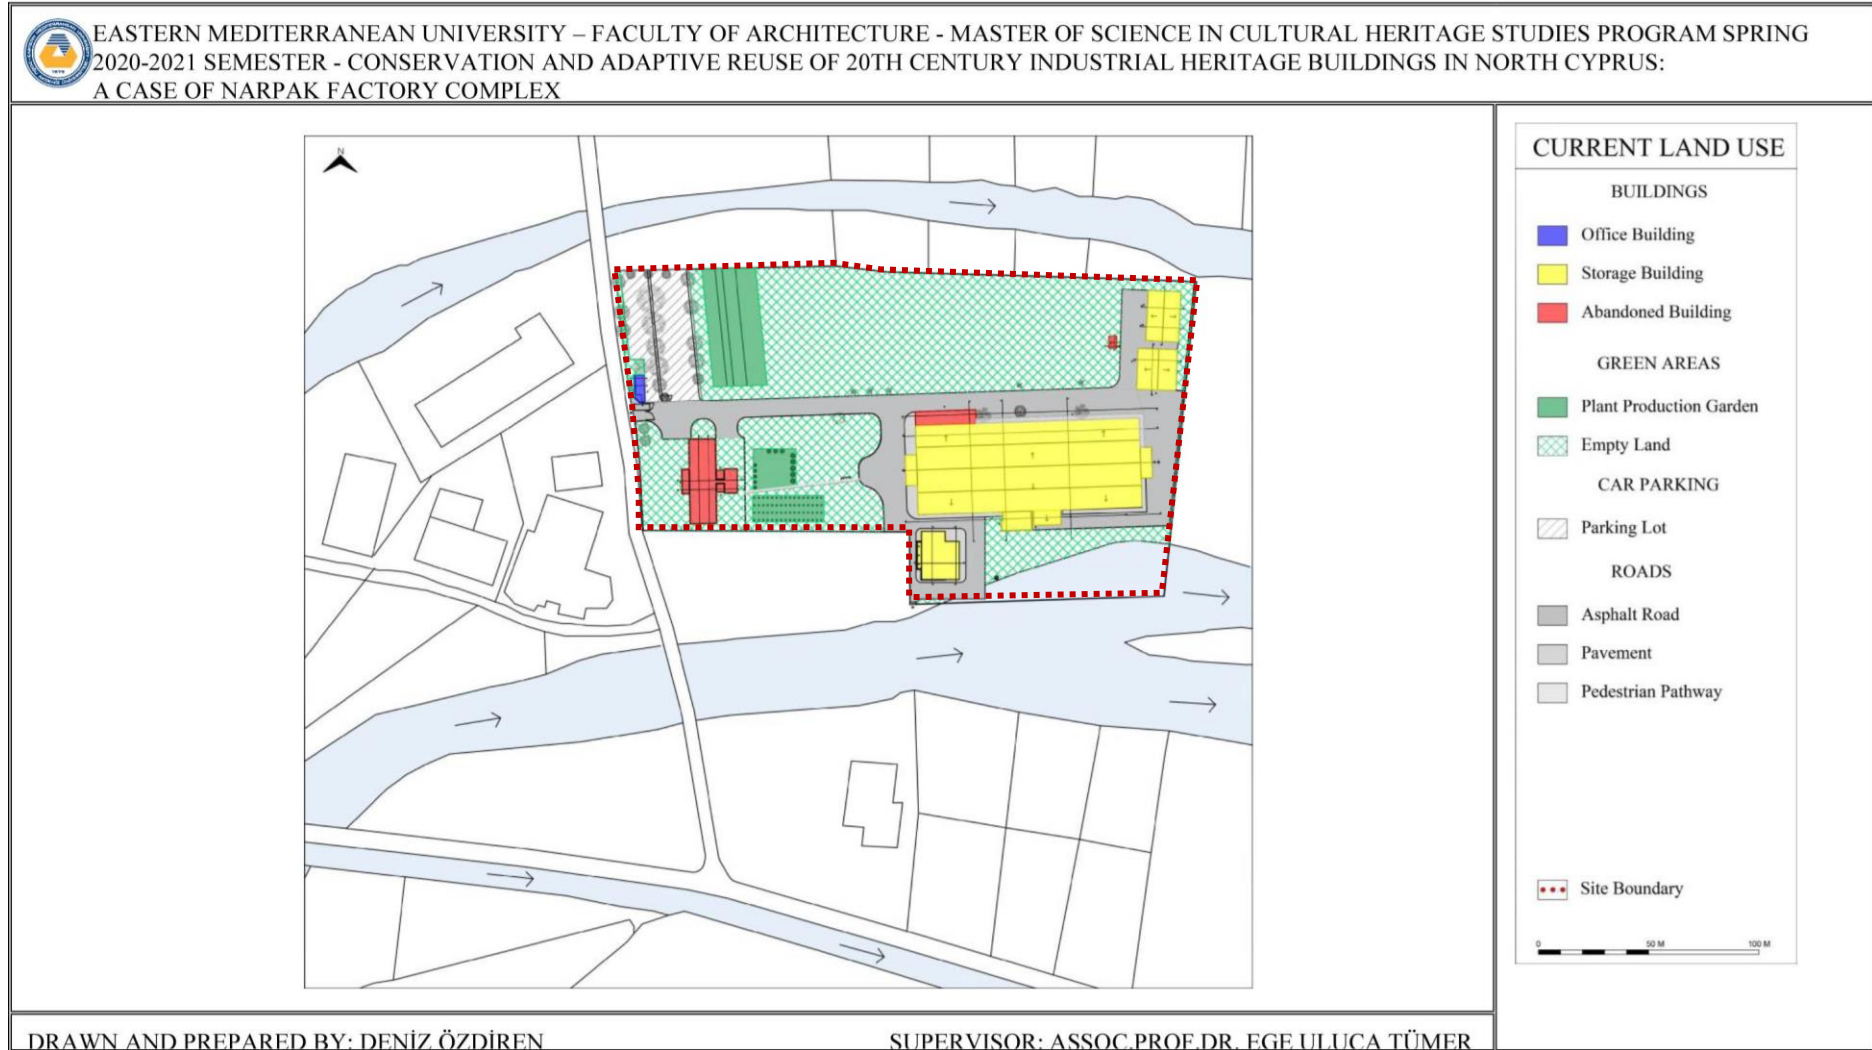 EASTERN MEDITERRANEAN UNIVERSITY – FACULTY OF ARCHITECTURE - MASTER OF SCIENCE IN CULTURAL HERITAGE STUDIES PROGRAM SPRING
2020-2021 SEMESTER - CONSERVATION AND ADAPTIVE REUSE OF 20TH CENTURY INDUSTRIAL HERITAGE BUILDINGS IN NORTH CYPRUS:
A CASE OF NARPAK FACTORY COMPLEX
N
CURRENT LAND USE
BUILDINGS
Office Building
Storage Building
Abandoned Building
GREEN AREAS
Plant Production Garden
Empty Land
CAR PARKING
Parking Lot
ROADS
Asphalt Road
Pavement
Pedestrian Pathway
Site Boundary
0 50 M 100 M
DRAWN AND PREPARED BY: DENİZ ÖZDİREN
SUPERVISOR: ASSOC.PROF.DR. EGE ULUCA TÜMER